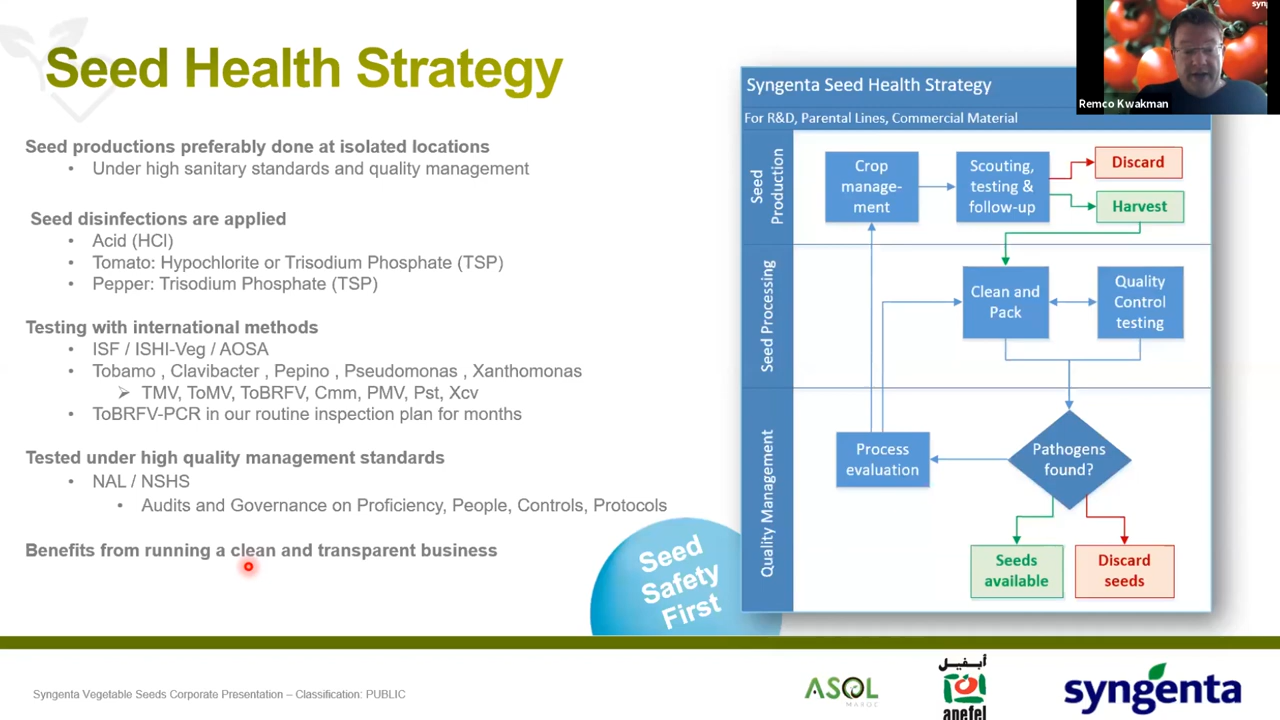 Seed Health Strategy
Seed productions preferably done at isolated locations
• Under high sanitary standards and quality management
Seed disinfections are applied
• Acid (HCl)
• Tomato: Hypochlorite or Trisodium Phosphate (TSP)
• Pepper: Trisodium Phosphate (TSP)
Testing with international methods
• ISF / ISHI-Veg / AOSA
• Tobamo , Clavibacter , Pepino , Pseudomonas , Xanthomonas
➢ TMV, ToMV, ToBRFV, Cmm, PMV, Pst, Xcv
• ToBRFV-PCR in our routine inspection plan for months
Tested under high quality management standards
• NAL / NSHS
• Audits and Governance on Proficiency, People, Controls, Protocols
Benefits from running a clean and transparent business
Seed
Safety
First
Syngenta Seed Health Strategy
For R&D, Parental Lines, Commercial Material
Seed
Production
Crop
manage-
ment
Scouting,
testing &
follow-up
Discard
Harvest
Seed Processing
Clean and
Pack
Quality
Control
testing
Quality Management
Process
evaluation
Pathogens
found?
Seeds
available
Discard
seeds
syn
Remco Kwakman
Syngenta Vegetable Seeds Corporate Presentation – Classification: PUBLIC
ASOL
MAROC
أبفيل
anefel
syngenta